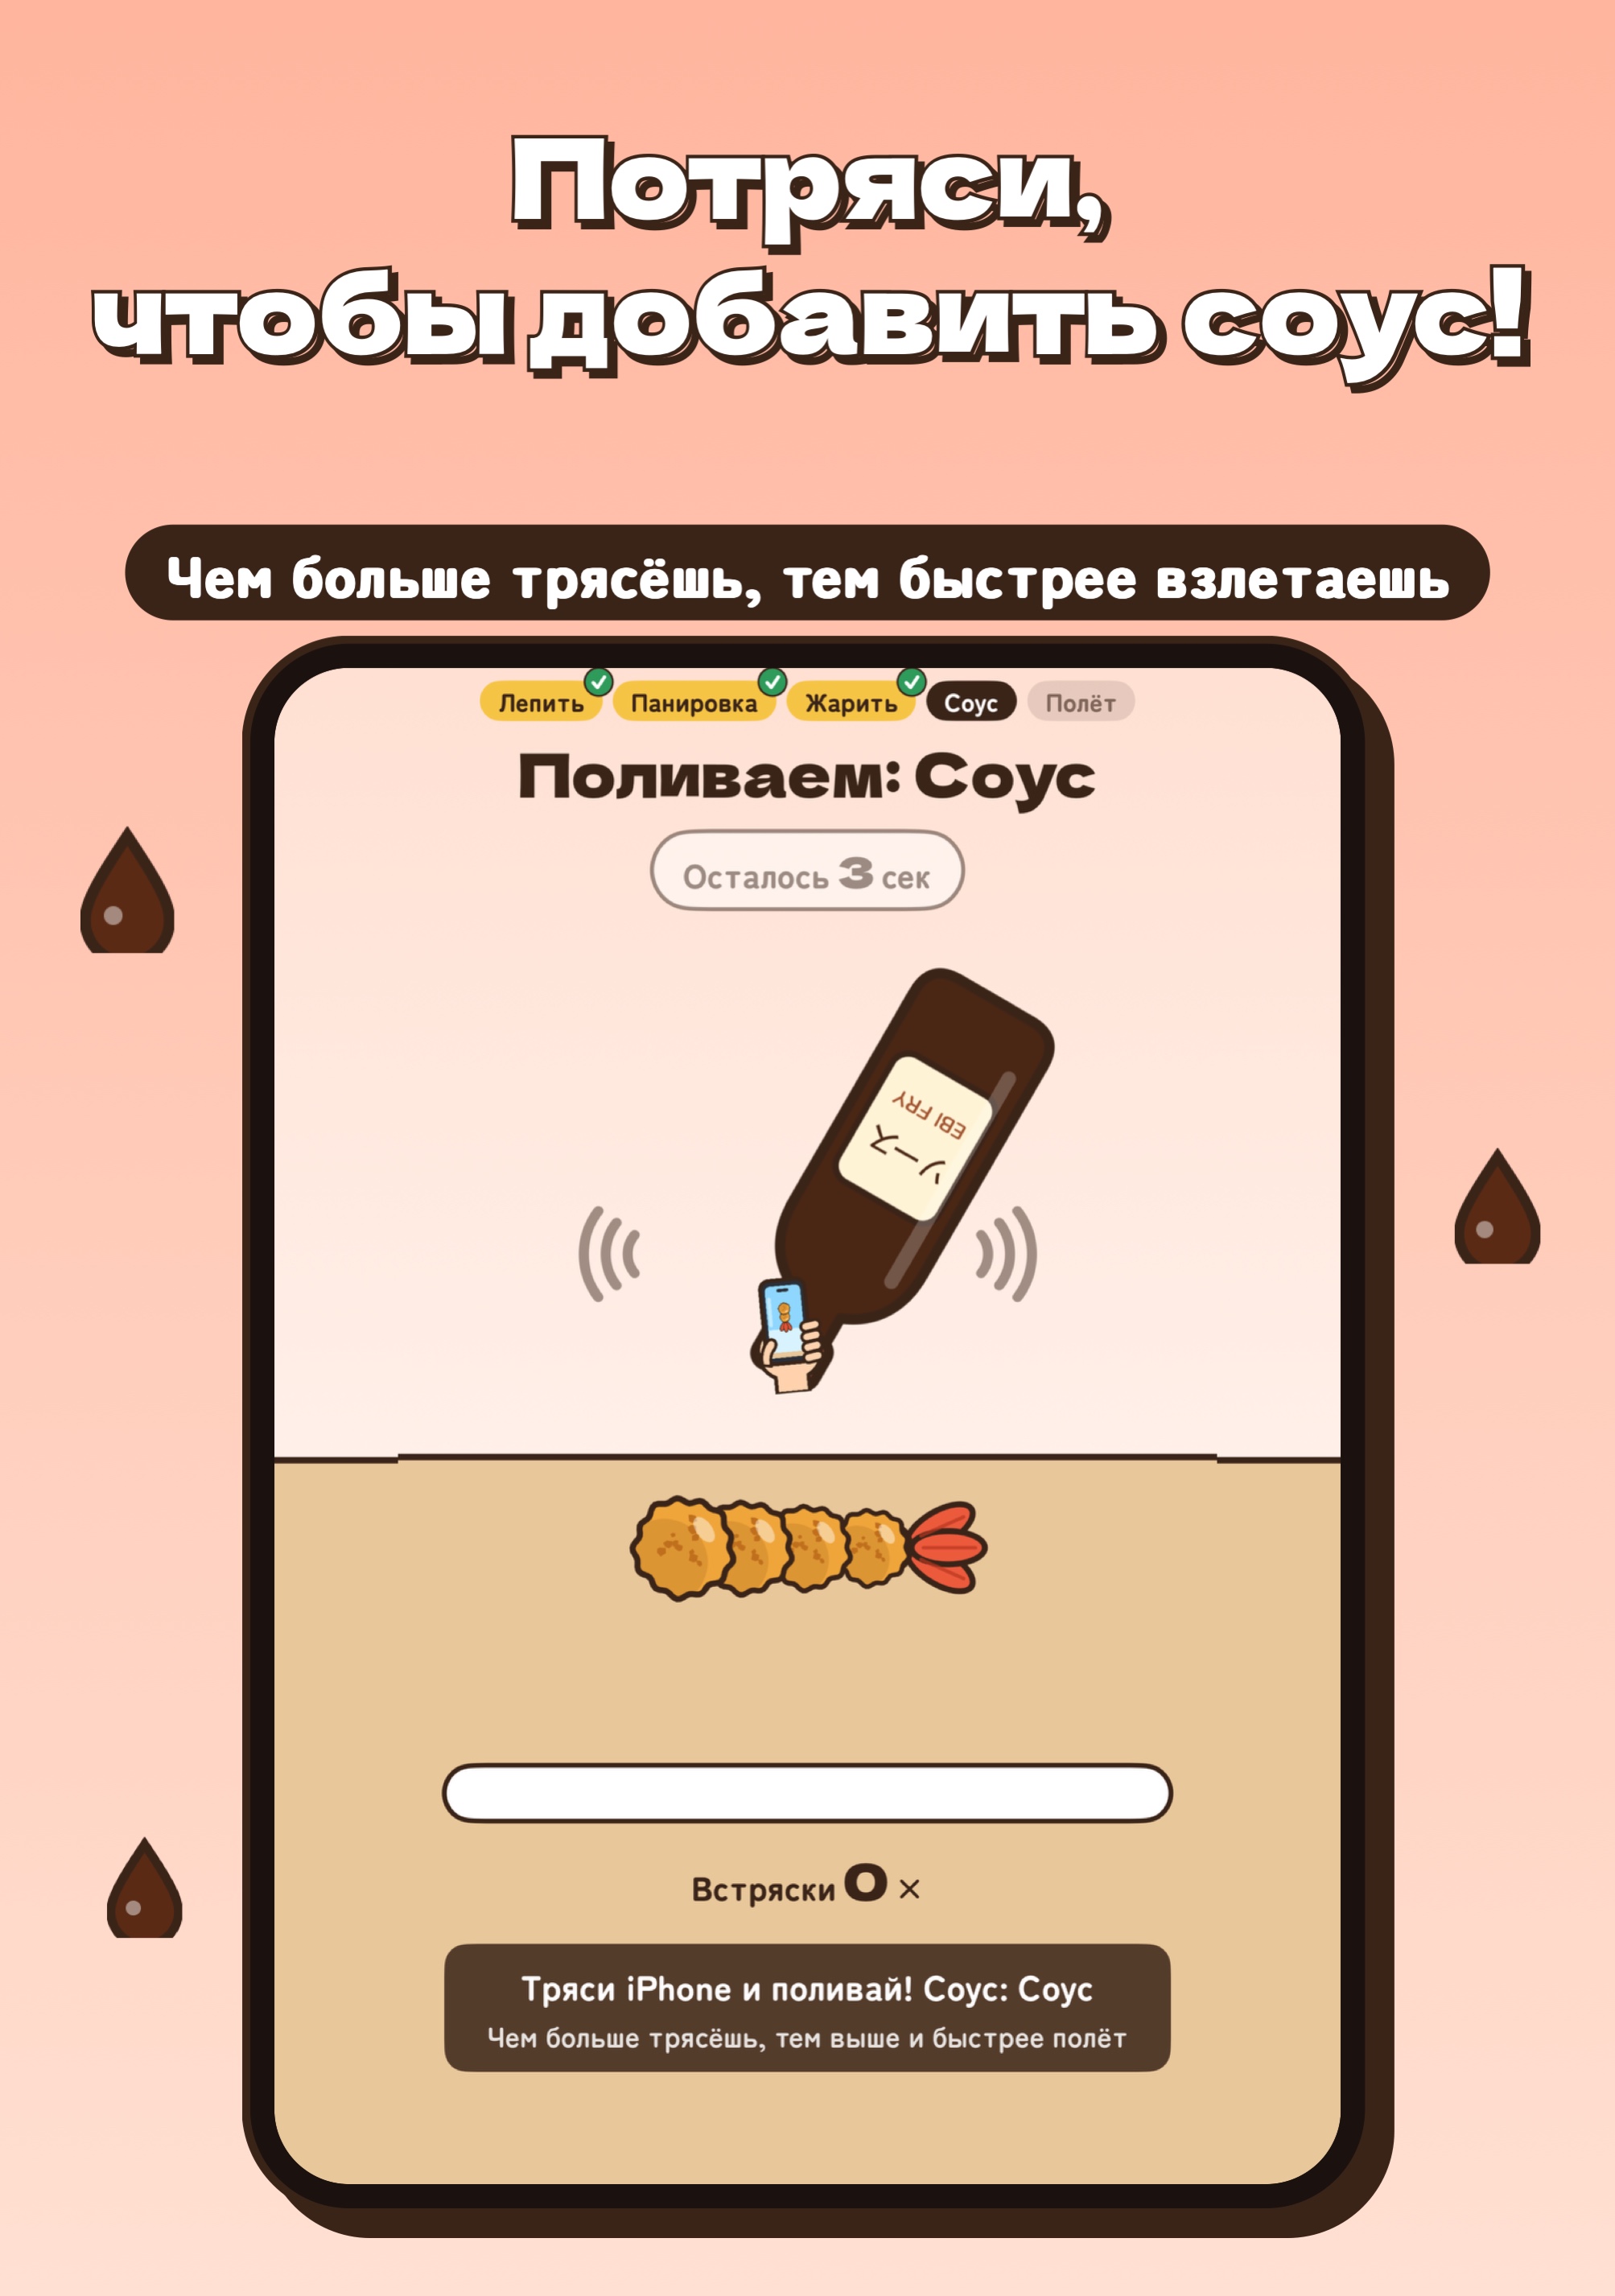 Потряси,
чтобы добавить соус!
Чем больше трясёшь, тем быстрее взлетаешь
Лепить Панировка Жарить Соус Полёт
Поливаем: Соус
Осталось 3 сек
ソース
EBI FRY
Встряски 0 ×
Тряси iPhone и поливай! Соус: Соус
Чем больше трясёшь, тем выше и быстрее полёт